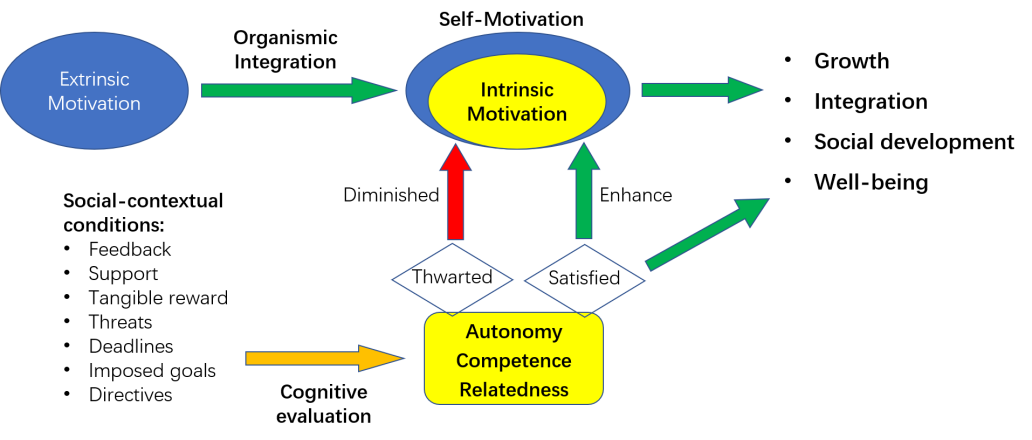 Self-Motivation
Organismic
Integration
Extrinsic
Motivation
Intrinsic
Motivation
• Growth
• Integration
• Social development
• Well-being
Diminished
Enhance
Social-contextual
conditions:
• Feedback
• Support
• Tangible reward
• Threats
• Deadlines
• Imposed goals
• Directives
Thwarted
Satisfied
Autonomy
Competence
Relatedness
Cognitive
evaluation